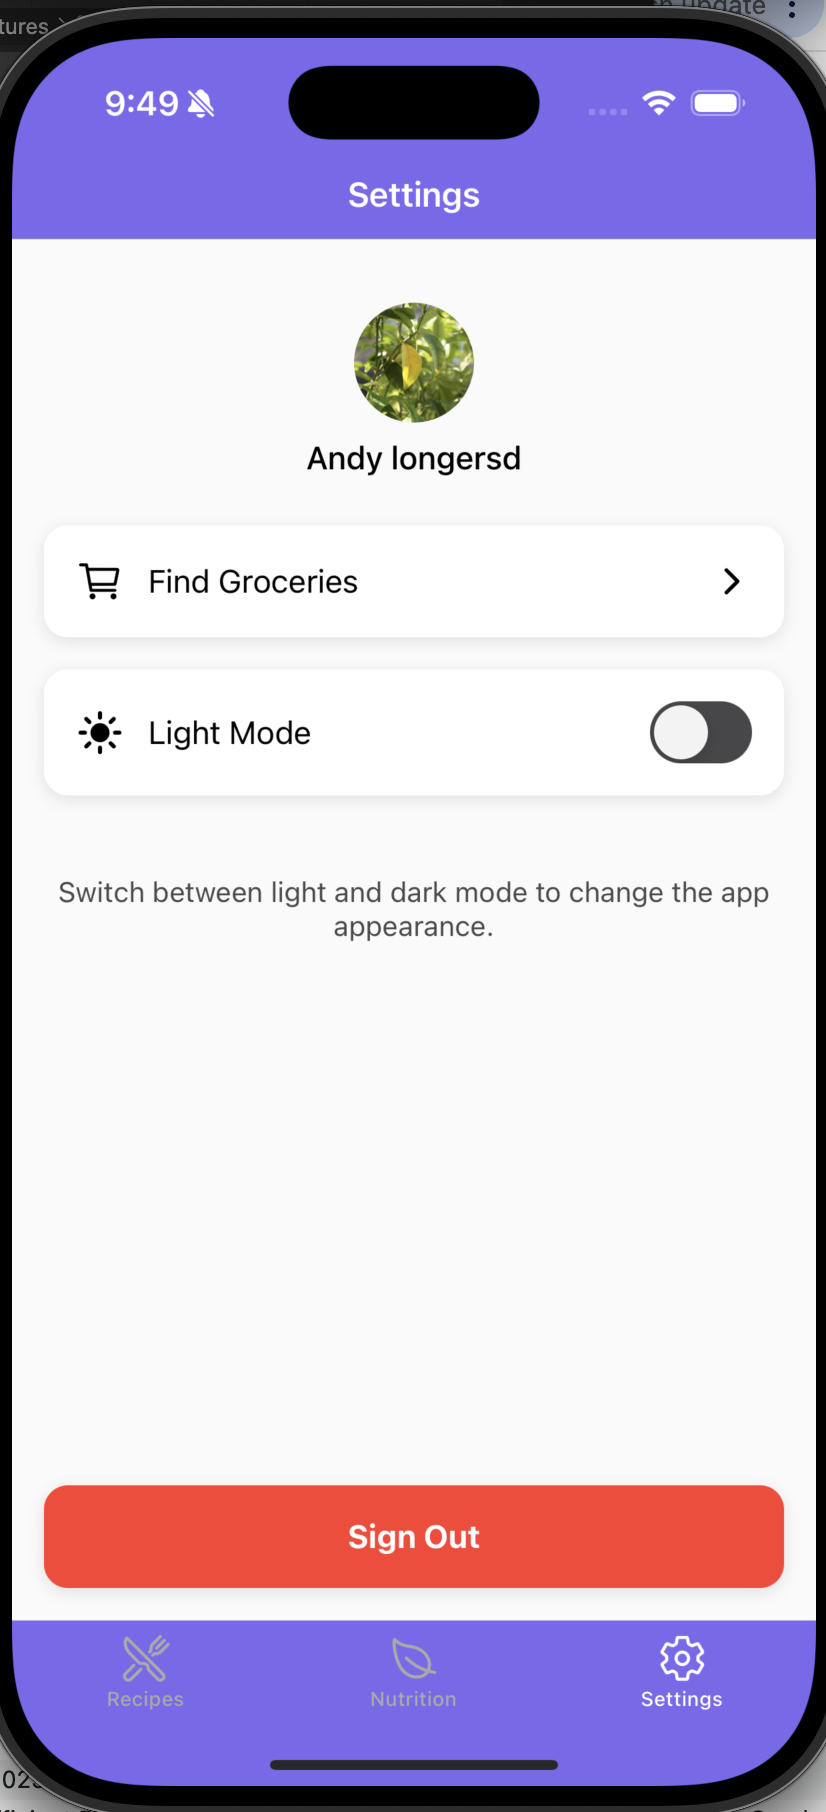 tures
Update
9:49
Settings
Andy longersd
Find Groceries
Light Mode
Switch between light and dark mode to change the app
appearance.
Sign Out
Recipes
Nutrition
Settings